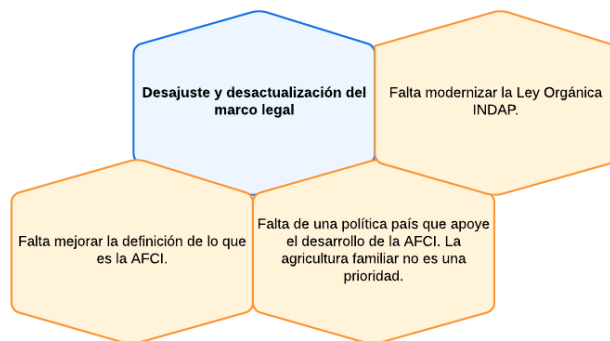 Desajuste y desactualización del
marco legal
Falta modernizar la Ley Orgánica
INDAP.
Falta mejorar la definición de lo que
es la AFCI.
Falta de una política país que apoye
el desarrollo de la AFCI. La
agricultura familiar no es una
prioridad.